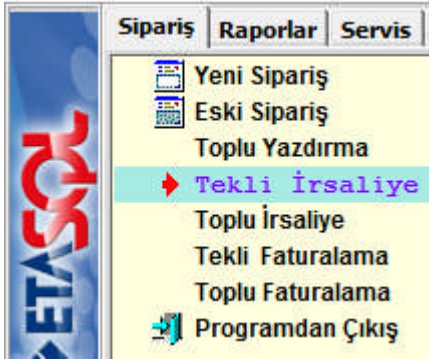 Sipariş Raporlar Servis
Yeni Sipariş
Eski Sipariş
Toplu Yazdırma
Tekli İrsaliye
Toplu İrsaliye
Tekli Faturalama
Toplu Faturalama
Programdan Çıkış
ETASQL